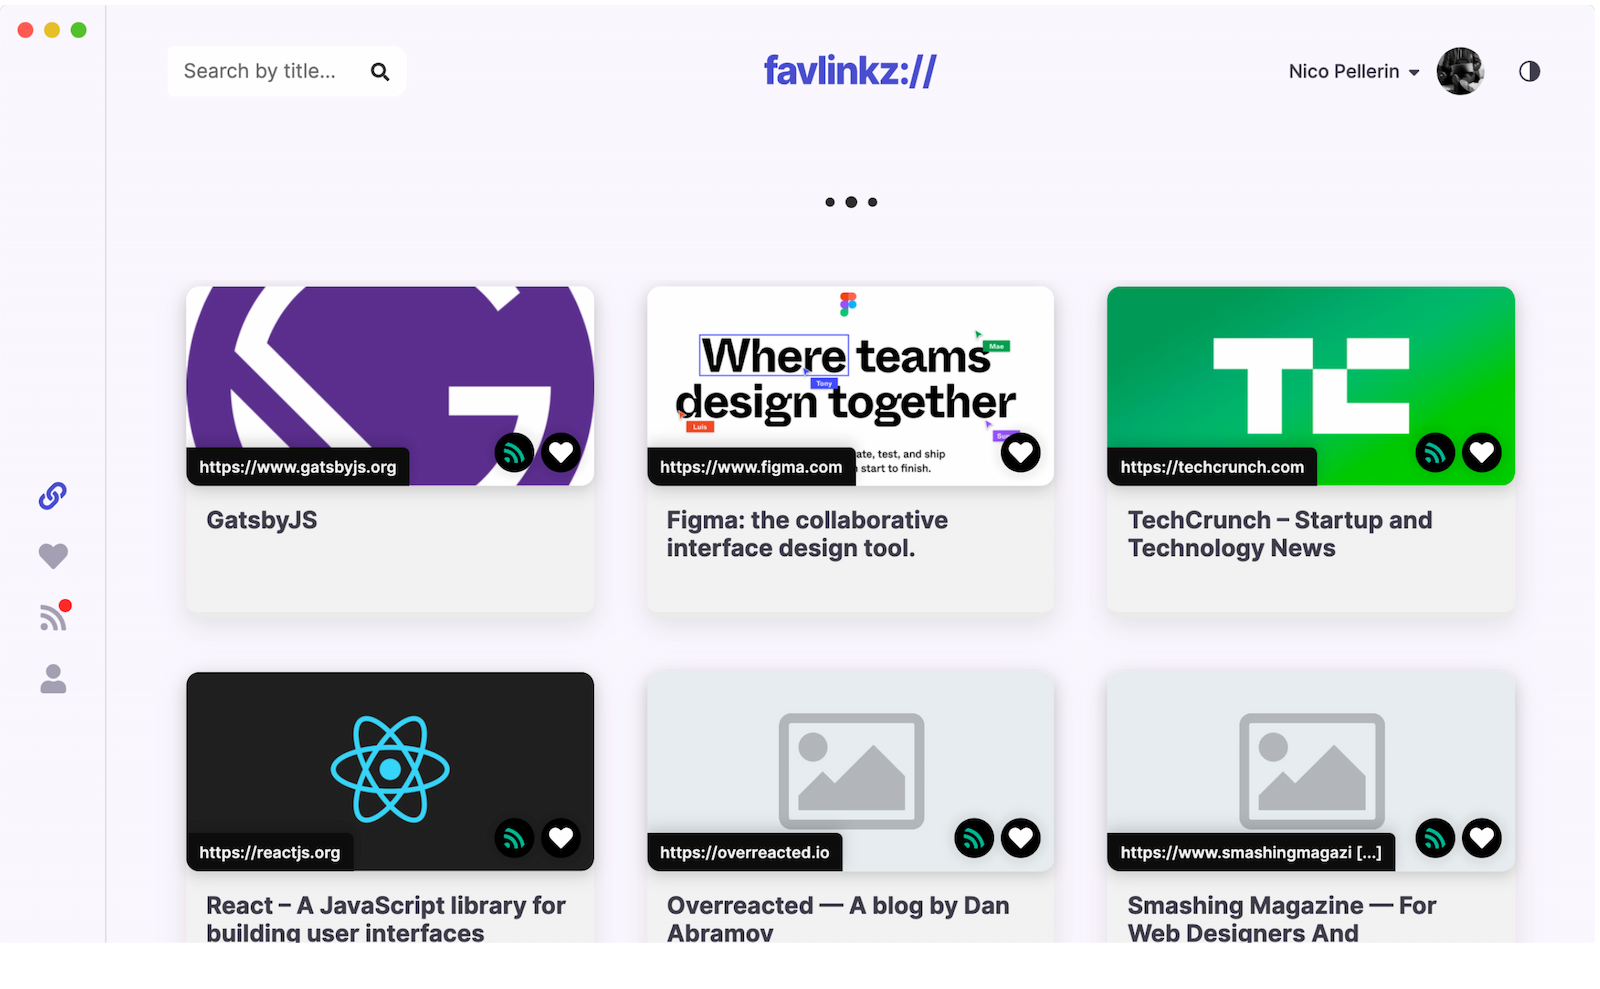 Search by title...
favlinkz://
Nico Pellerin
https://www.gatsbyjs.org
GatsbyJS
Where teams
design together
Mae
Tony
Luis
ate, test, and ship
start to finish.
https://www.figma.com
Figma: the collaborative
interface design tool.
TC
https://techcrunch.com
TechCrunch – Startup and
Technology News
https://reactjs.org
React – A JavaScript library for
building user interfaces
https://overreacted.io
Overreacted — A blog by Dan
Abramov
https://www.smashingmagazi [...]
Smashing Magazine — For
Web Designers And